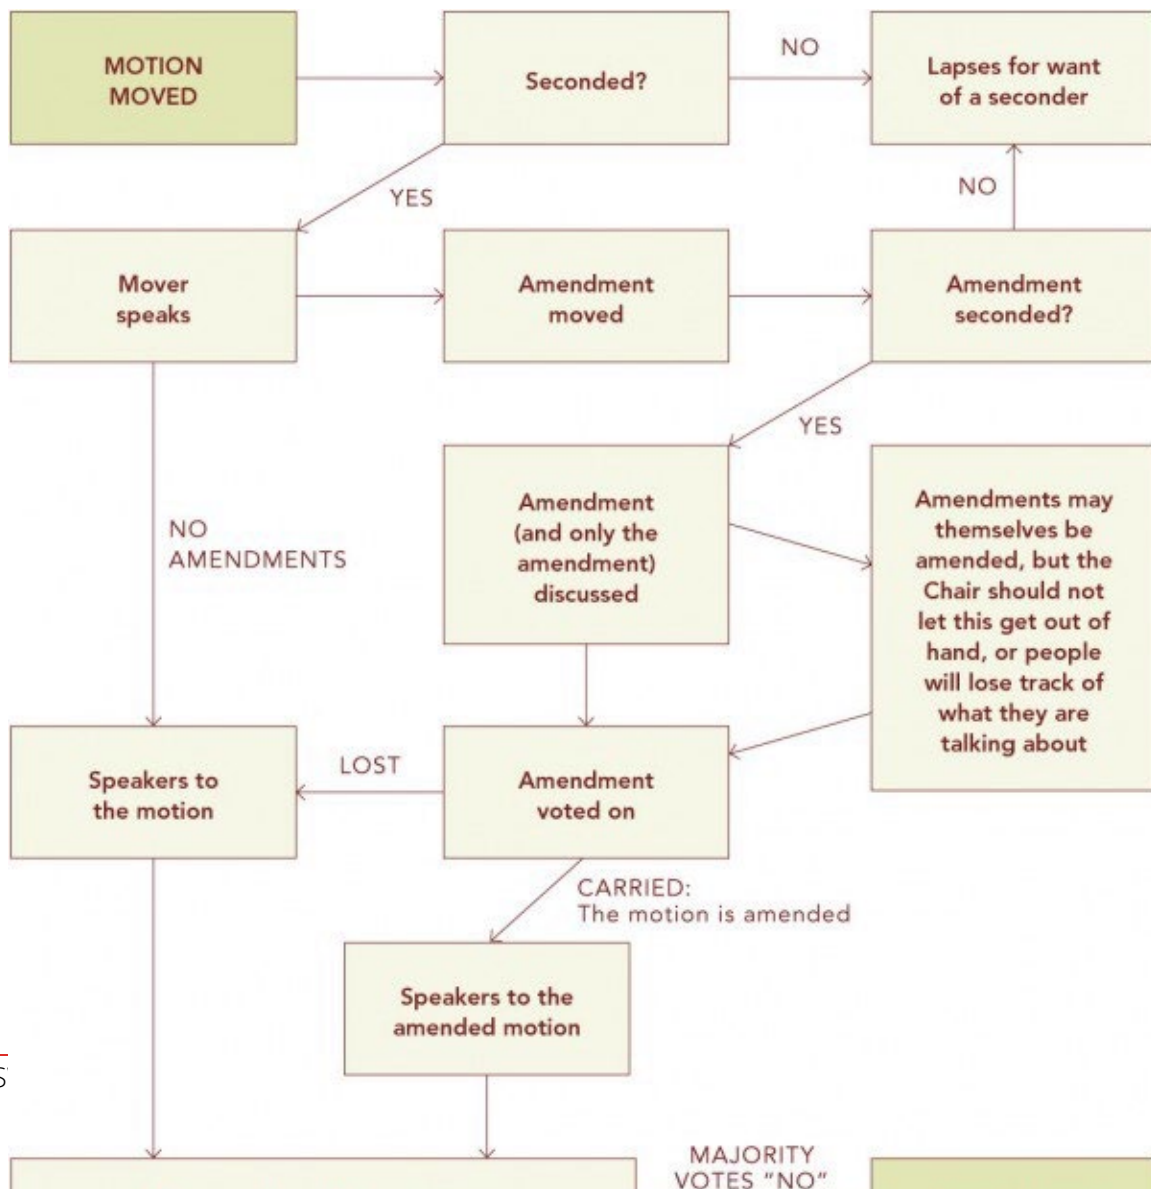 MOTION
MOVED
Seconded?
NO
Lapses for want
of a seconder
YES
NO
Mover
speaks
Amendment
moved
Amendment
seconded?
YES
NO
AMENDMENTS
Amendment
(and only the
amendment)
discussed
Amendments may
themselves be
amended, but the
Chair should not
let this get out of
hand, or people
will lose track of
what they are
talking about
Speakers to
the motion
LOST
Amendment
voted on
CARRIED:
The motion is amended
Speakers to the
amended motion
MAJORITY
VOTES "NO"